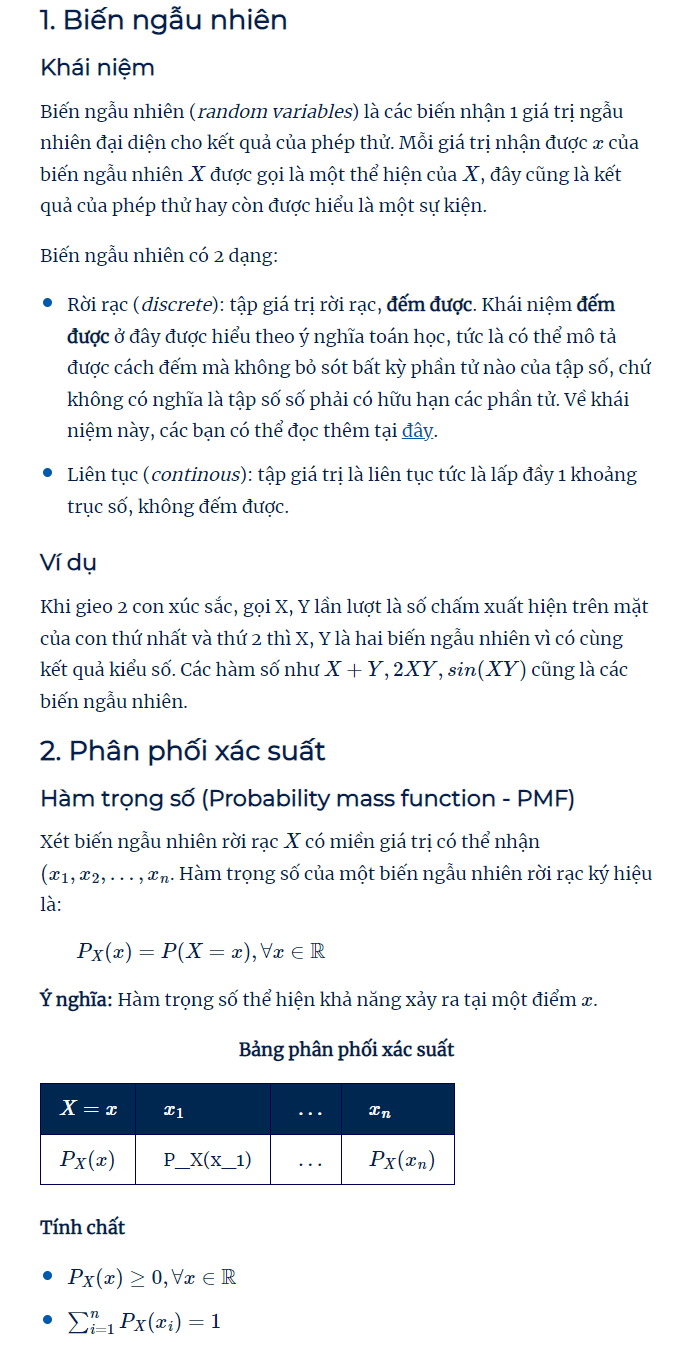 1. Biến ngẫu nhiên
Khái niệm
Biến ngẫu nhiên (random variables) là các biến nhận 1 giá trị ngẫu
nhiên đại diện cho kết quả của phép thử. Mỗi giá trị nhận được x của
biến ngẫu nhiên X được gọi là một thể hiện của X, đây cũng là kết
quả của phép thử hay còn được hiểu là một sự kiện.
Biến ngẫu nhiên có 2 dạng:
• Rời rạc (discrete): tập giá trị rời rạc, đếm được. Khái niệm đếm
được ở đây được hiểu theo ý nghĩa toán học, tức là có thể mô tả
được cách đếm mà không bỏ sót bất kỳ phần tử nào của tập số, chứ
không có nghĩa là tập số số phải có hữu hạn các phần tử. Về khái
niệm này, các bạn có thể đọc thêm tại đây.
• Liên tục (continous): tập giá trị là liên tục tức là lấp đầy 1 khoảng
trục số, không đếm được.
Ví dụ
Khi gieo 2 con xúc sắc, gọi X, Y lần lượt là số chấm xuất hiện trên mặt
của con thứ nhất và thứ 2 thì X, Y là hai biến ngẫu nhiên vì có cùng
kết quả kiểu số. Các hàm số như X + Y, 2XY, sin(XY) cũng là các
biến ngẫu nhiên.
2. Phân phối xác suất
Hàm trọng số (Probability mass function - PMF)
Xét biến ngẫu nhiên rời rạc X có miền giá trị có thể nhận
(x₁, x₂, . . . , xₙ. Hàm trọng số của một biến ngẫu nhiên rời rạc ký hiệu
là:
P_X(x) = P(X = x), ∀x ∈ ℝ
Ý nghĩa: Hàm trọng số thể hiện khả năng xảy ra tại một điểm x.
Bảng phân phối xác suất
X = x x₁ . . . xₙ
P_X(x) P__X(x__1) . . . P_X(xₙ)
Tính chất
• P_X(x) ≥ 0, ∀x ∈ ℝ
• ∑ⁿᵢ₌₁ P_X(xᵢ) = 1